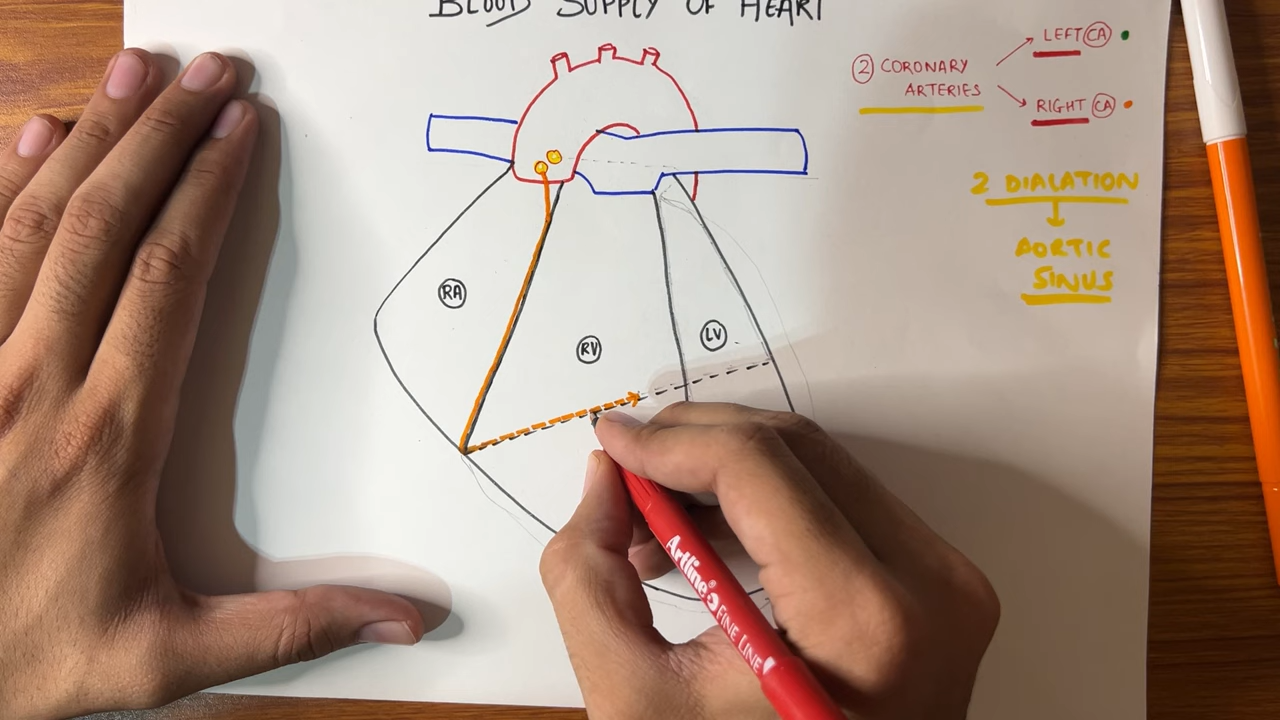 BLOOD SUPPLY OF HEART
2 CORONARY
ARTERIES
LEFT CA
RIGHT CA
2 DIALATION
AORTIC
SINUS
RA
RV
LV
Artline FINE LINE